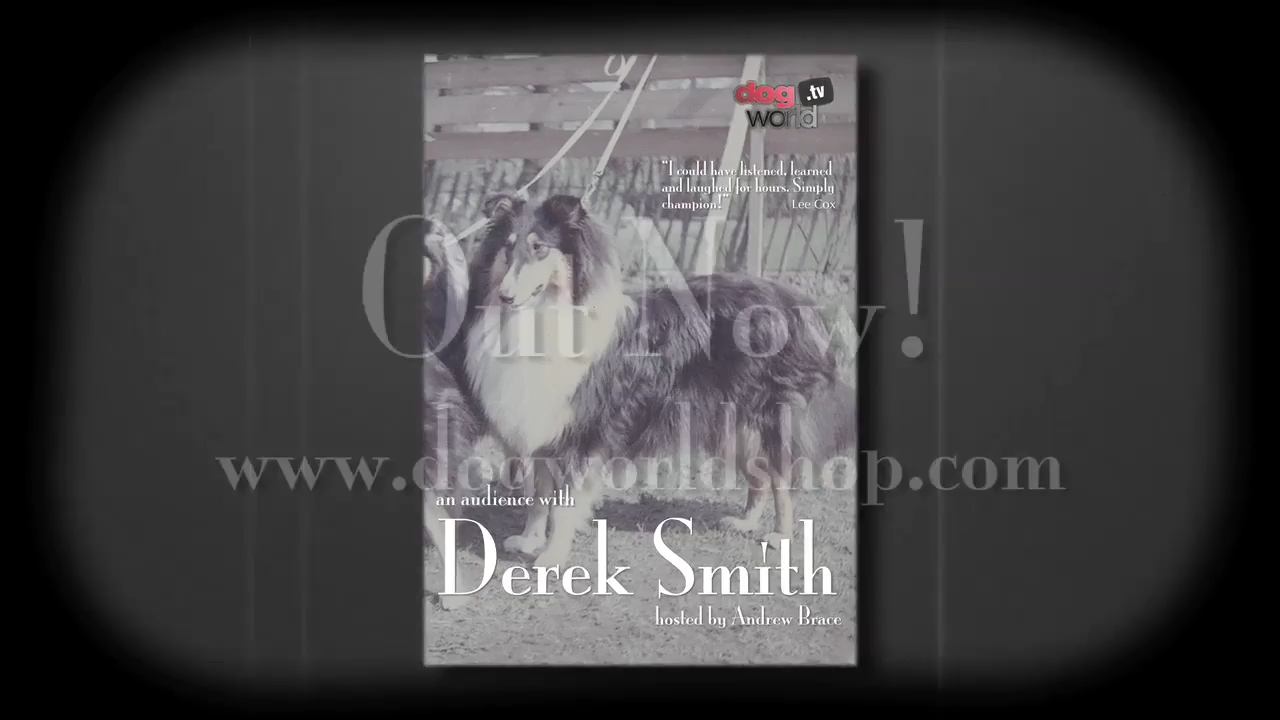 dog .tv
world
“I could have listened, learned
and laughed for hours. Simply
champion!”
Lee Cox
Out Now!
www.dogworldshop.com
an audience with
Derek Smith
hosted by Andrew Brace